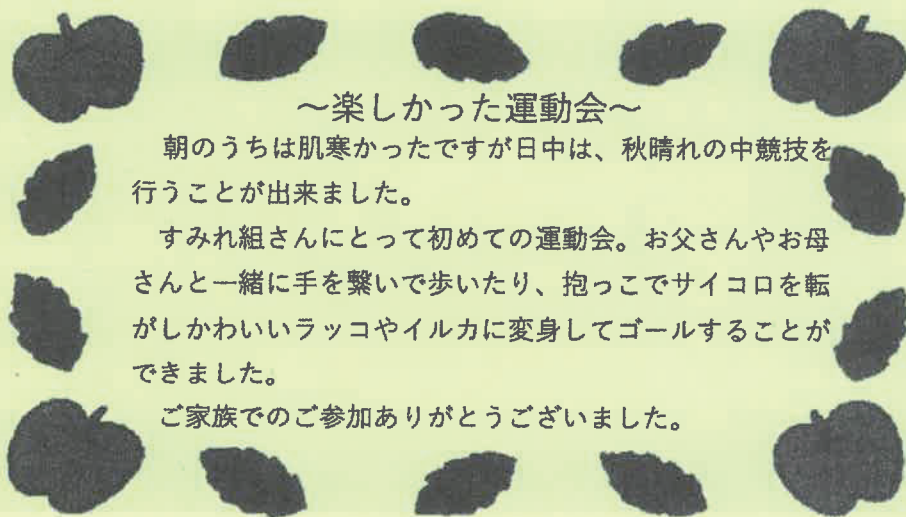 ～楽しかった運動会～
朝のうちは肌寒かったですが日中は、秋晴れの中競技を
行うことが出来ました。
すみれ組さんにとって初めての運動会。お父さんやお母
さんと一緒に手を繋いで歩いたり、抱っこでサイコロを転
がしかわいいラッコやイルカに変身してゴールすることが
できました。
ご家族でのご参加ありがとうございました。